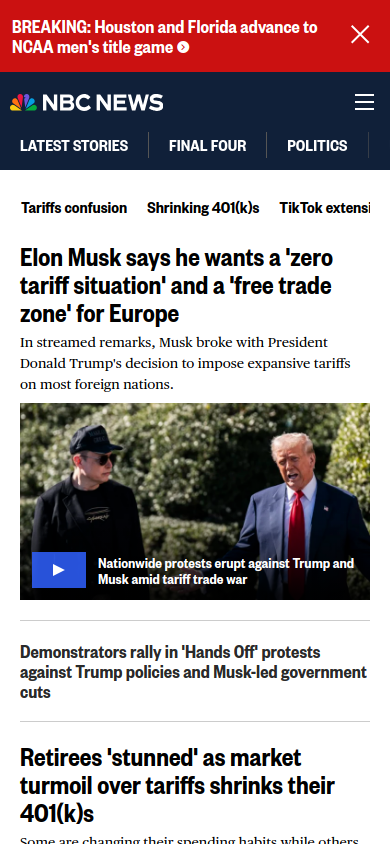 BREAKING: Houston and Florida advance to
NCAA men's title game
NBC NEWS
LATEST STORIES
FINAL FOUR
POLITICS
Tariffs confusion
Shrinking 401(k)s
TikTok extensi
Elon Musk says he wants a 'zero
tariff situation' and a 'free trade
zone' for Europe
In streamed remarks, Musk broke with President
Donald Trump's decision to impose expansive tariffs
on most foreign nations.
Nationwide protests erupt against Trump and
Musk amid tariff trade war
Demonstrators rally in 'Hands Off' protests
against Trump policies and Musk-led government
cuts
Retirees 'stunned' as market
turmoil over tariffs shrinks their
401(k)s
Some are changing their spending habits while others